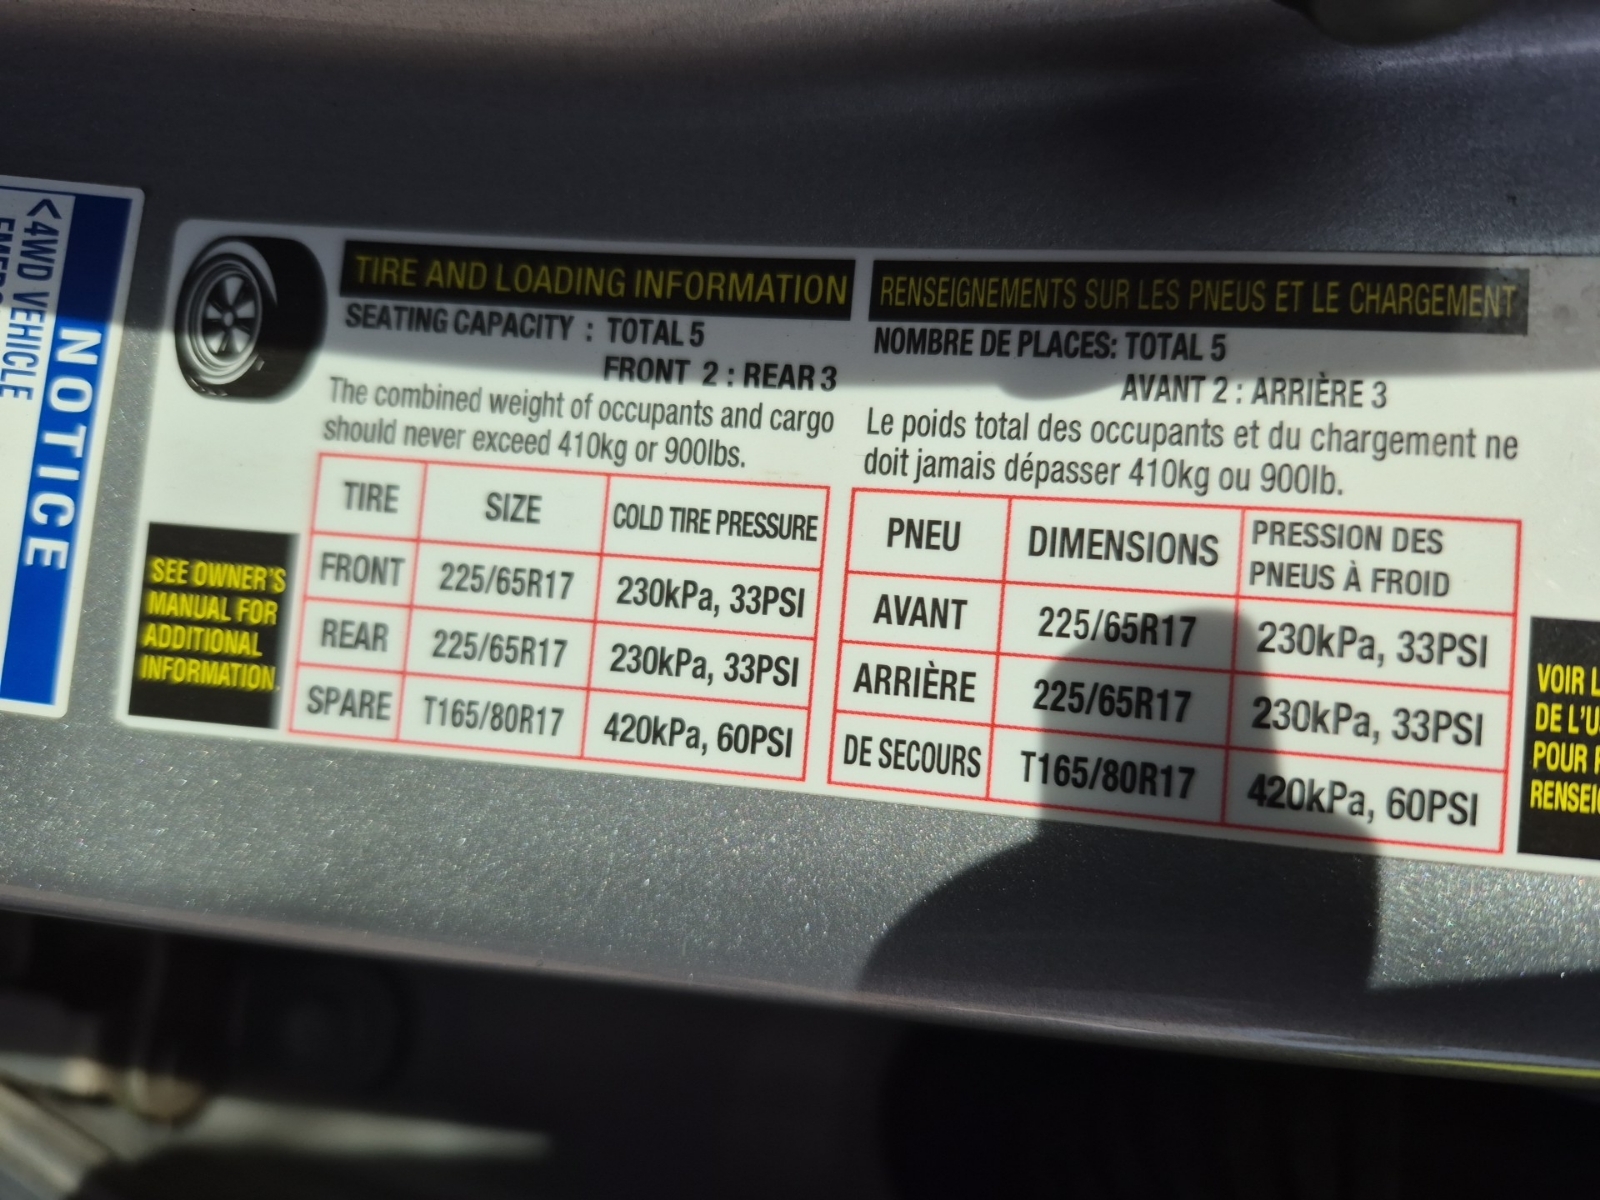 <4WD VEHICLE
NOTICE
TIRE AND LOADING INFORMATION
SEATING CAPACITY : TOTAL 5
FRONT 2 : REAR 3
The combined weight of occupants and cargo
should never exceed 410kg or 900lbs.
TIRE SIZE COLD TIRE PRESSURE
FRONT 225/65R17 230kPa, 33PSI
REAR 225/65R17 230kPa, 33PSI
SPARE T165/80R17 420kPa, 60PSI
SEE OWNER'S
MANUAL FOR
ADDITIONAL
INFORMATION
RENSEIGNEMENTS SUR LES PNEUS ET LE CHARGEMENT
NOMBRE DE PLACES: TOTAL 5
AVANT 2 : ARRIÈRE 3
Le poids total des occupants et du chargement ne
doit jamais dépasser 410kg ou 900lb.
PNEU DIMENSIONS PRESSION DES
PNEUS À FROID
AVANT 225/65R17 230kPa, 33PSI
ARRIÈRE 225/65R17 230kPa, 33PSI
DE SECOURS T165/80R17 420kPa, 60PSI
VOIR
DE
POUR